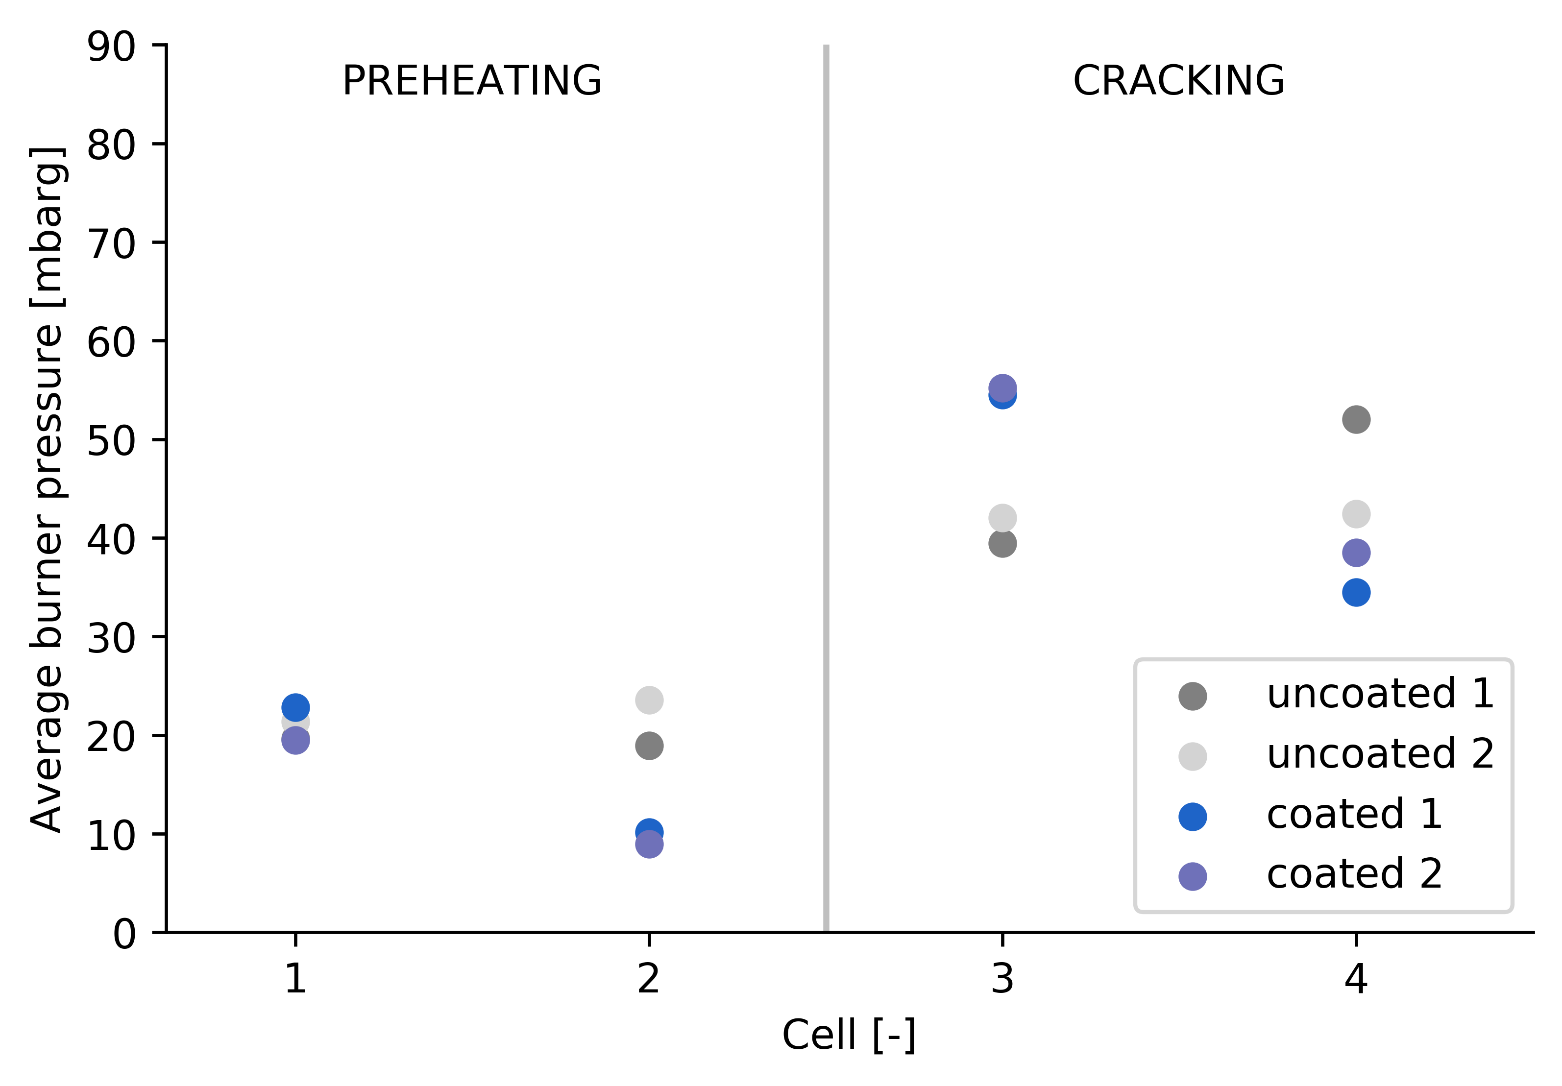 PREHEATING
CRACKING
Average burner pressure [mbarg]
90
80
70
60
50
40
30
20
10
0
uncoated 1
uncoated 2
coated 1
coated 2
1 2 3 4
Cell [-]